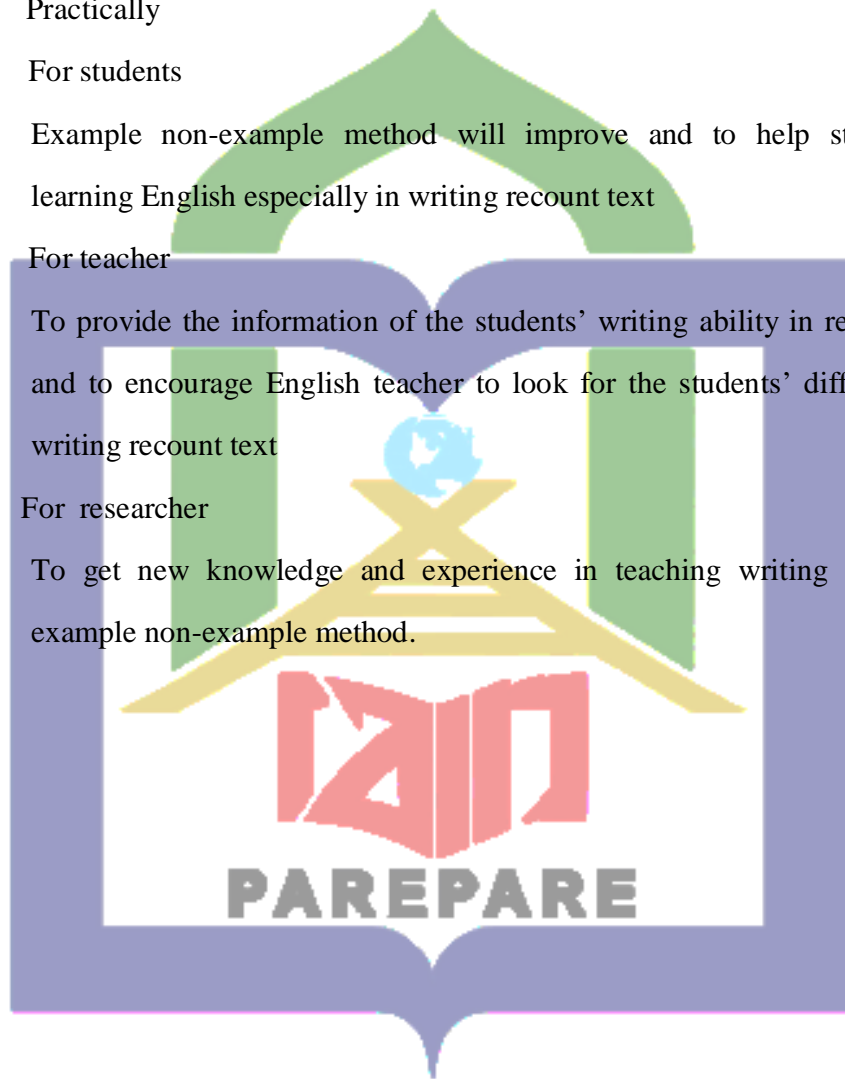 Practically
For students
Example non-example method will improve and to help
learning English especially in writing recount text
For teacher
To provide the information of the students’ writing ability in
and to encourage English teacher to look for the students’
writing recount text
For researcher
To get new knowledge and experience in teaching writing
example non-example method.
iain
PAREPARE